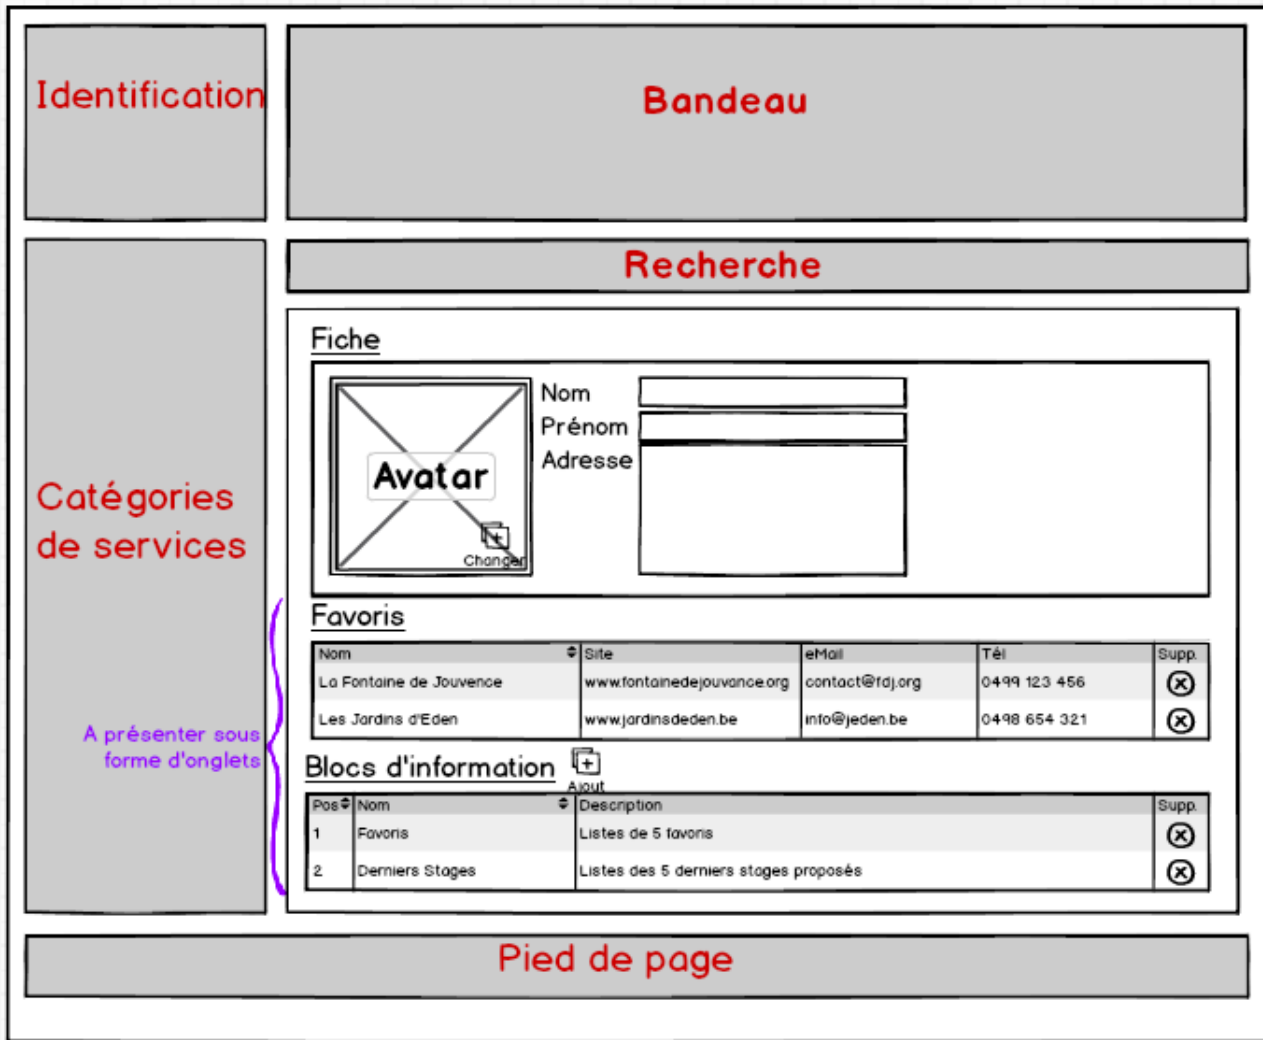 Identification
Bandeau
Recherche
Catégories
de services
A présenter sous
forme d'onglets
Fiche
Avatar
Changer
Nom
Prénom
Adresse
Favoris
Nom Site eMail Tél Supp.
La Fontaine de Jouvence www.fontainedejouvance.org contact@fdj.org 0499 123 456
Les Jardins d'Eden www.jardinsdeden.be info@jeden.be 0498 654 321
Blocs d'information
Ajout
Pos Nom Description Supp.
1 Favoris Listes de 5 favoris
2 Derniers Stages Listes des 5 derniers stages proposés
Pied de page